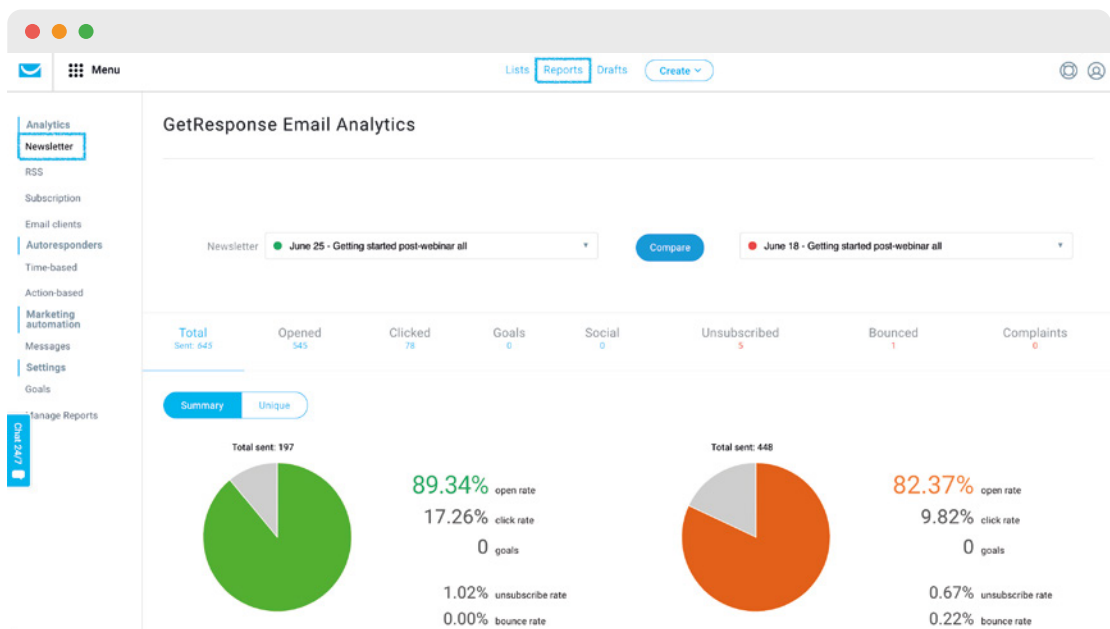 Menu
Lists Reports Drafts Create
Analytics
Newsletter
RSS
Subscription
Email clients
Autoresponders
Time-based
Action-based
Marketing
automation
Messages
Settings
Goals
Manage Reports
Chat 24/7
GetResponse Email Analytics
Newsletter June 25 - Getting started post-webinar all Compare June 18 - Getting started post-webinar all
Total Opened Clicked Goals Social Unsubscribed Bounced Complaints
Sent: 645 545 78 0 0 5 1 0
Summary Unique
Total sent: 197
89.34% open rate
17.26% click rate
0 goals
1.02% unsubscribe rate
0.00% bounce rate
Total sent: 448
82.37% open rate
9.82% click rate
0 goals
0.67% unsubscribe rate
0.22% bounce rate